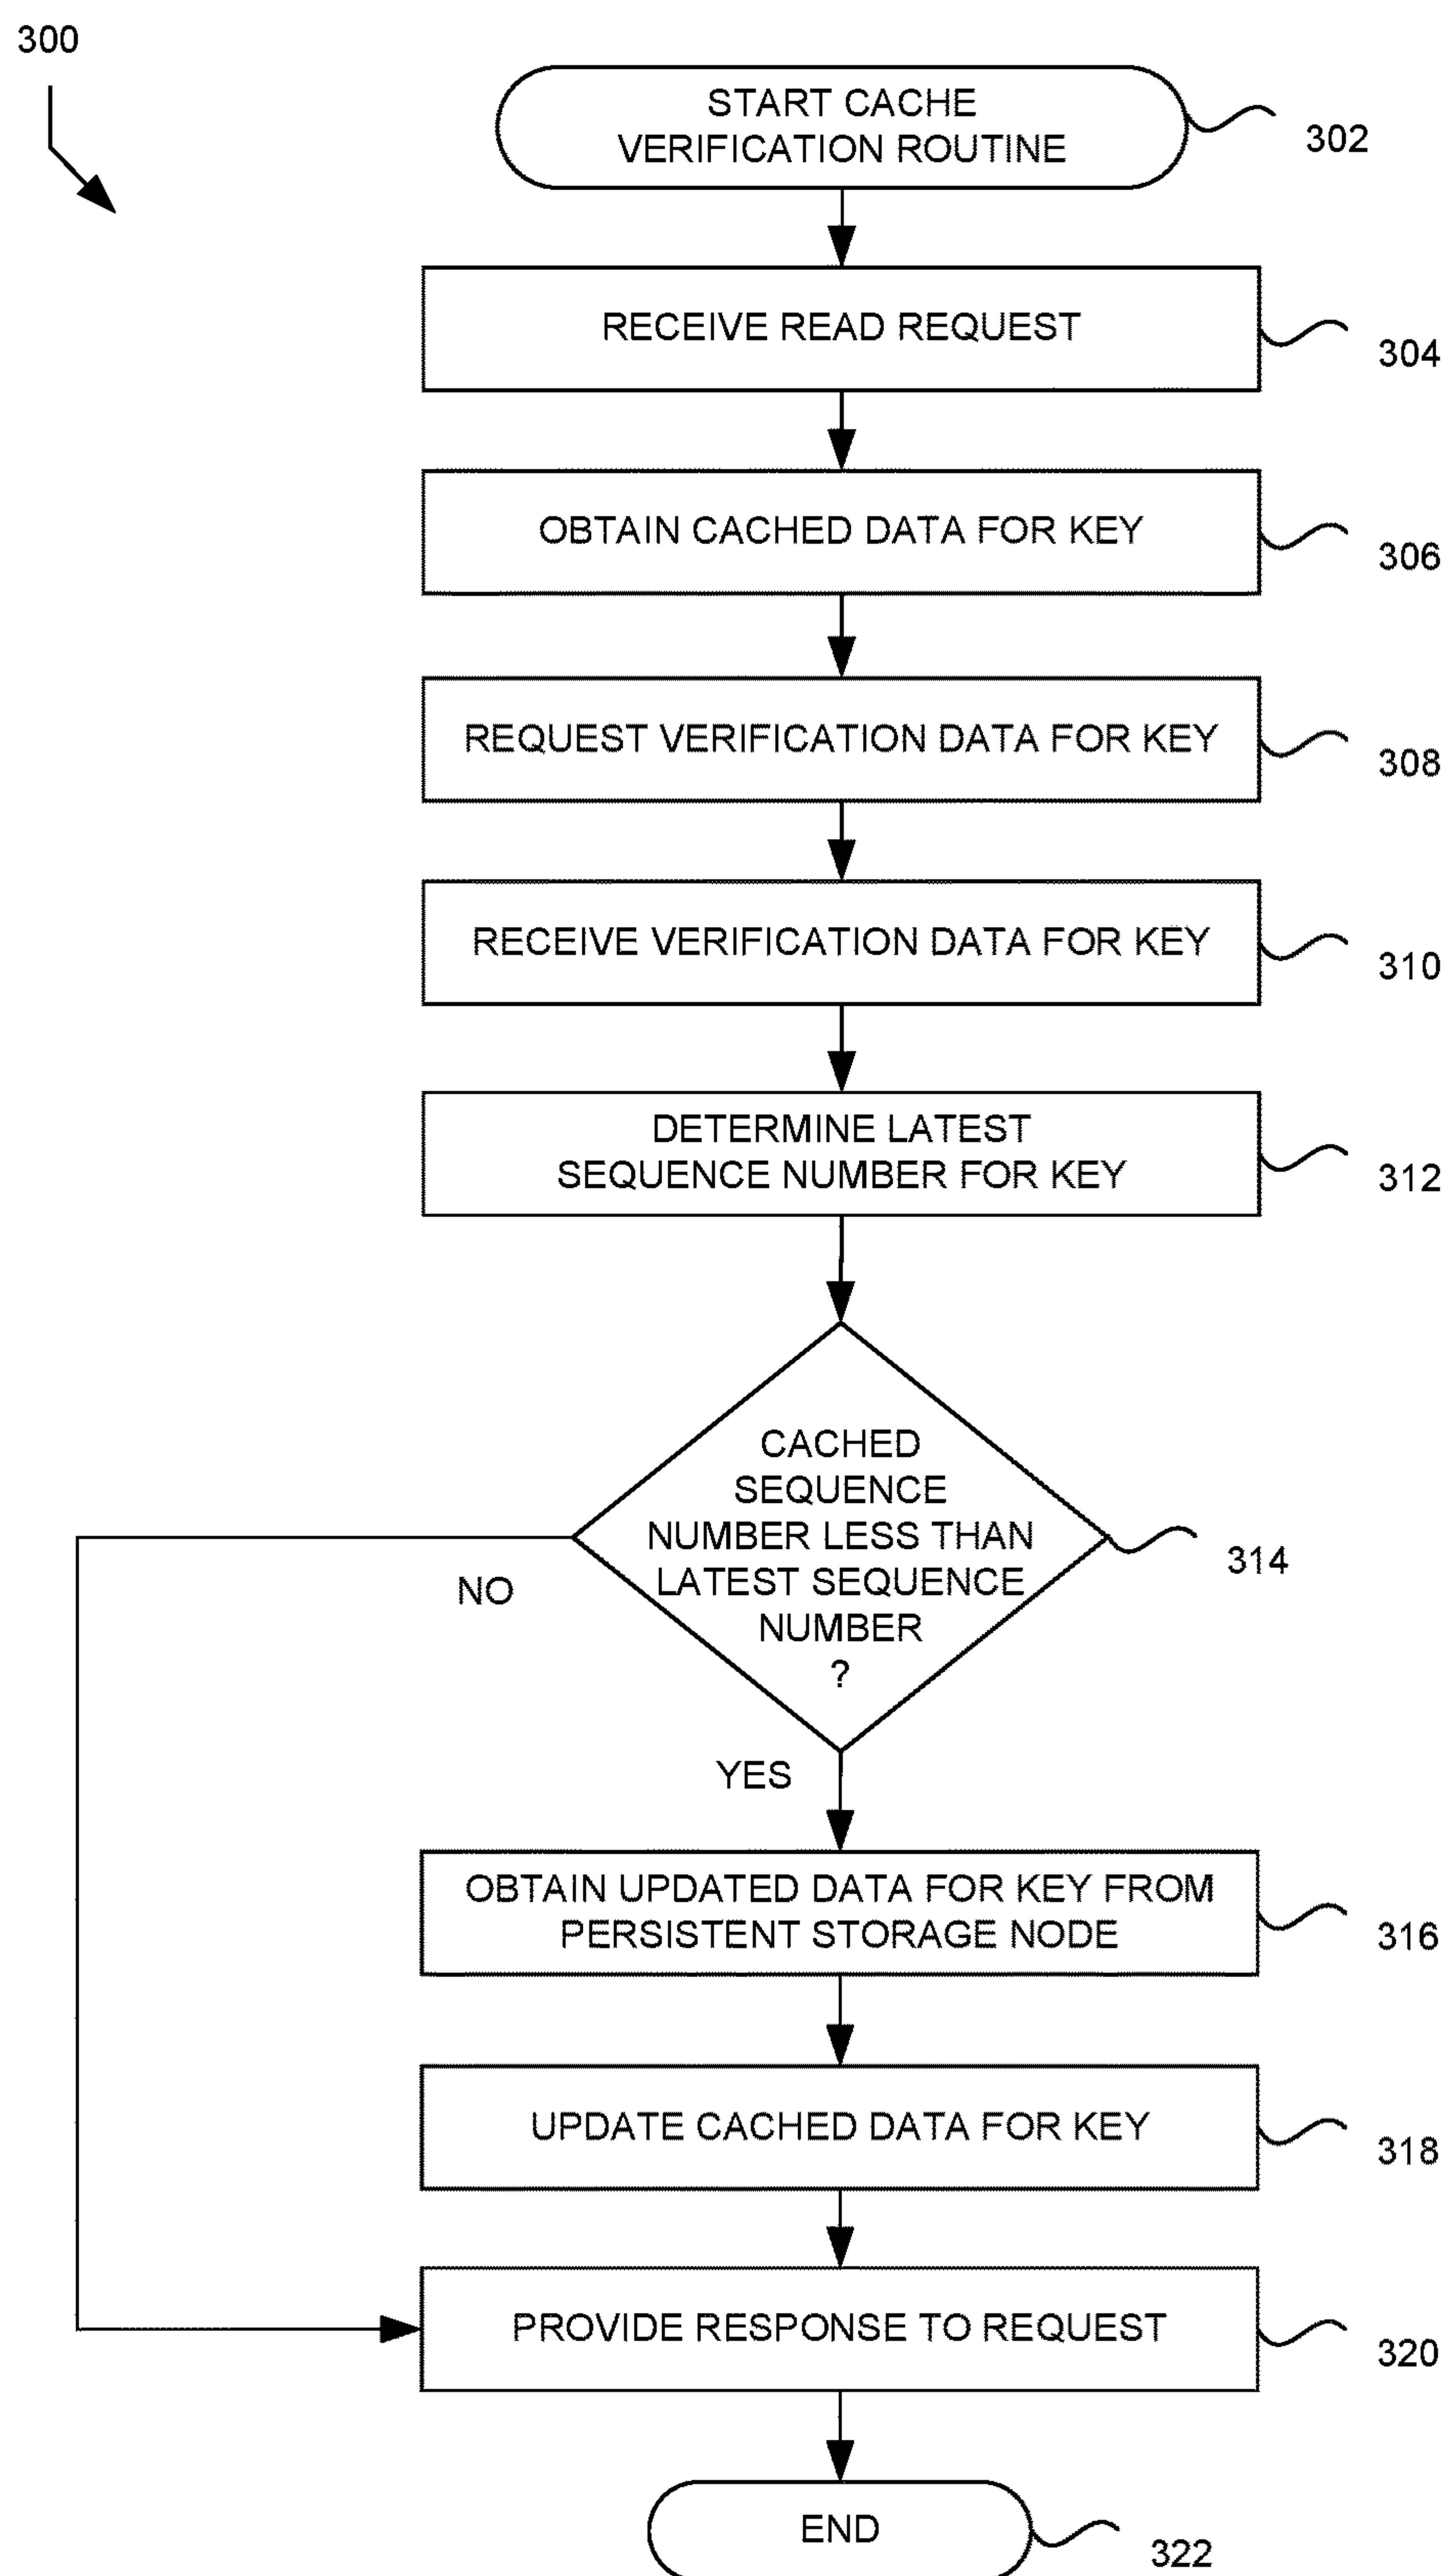 300
START CACHE
VERIFICATION ROUTINE
302
RECEIVE READ REQUEST
304
OBTAIN CACHED DATA FOR KEY
306
REQUEST VERIFICATION DATA FOR KEY
308
RECEIVE VERIFICATION DATA FOR KEY
310
DETERMINE LATEST
SEQUENCE NUMBER FOR KEY
312
CACHED
SEQUENCE
NUMBER LESS THAN
LATEST SEQUENCE
NUMBER
?
314
NO
YES
OBTAIN UPDATED DATA FOR KEY FROM
PERSISTENT STORAGE NODE
316
UPDATE CACHED DATA FOR KEY
318
PROVIDE RESPONSE TO REQUEST
320
END
322